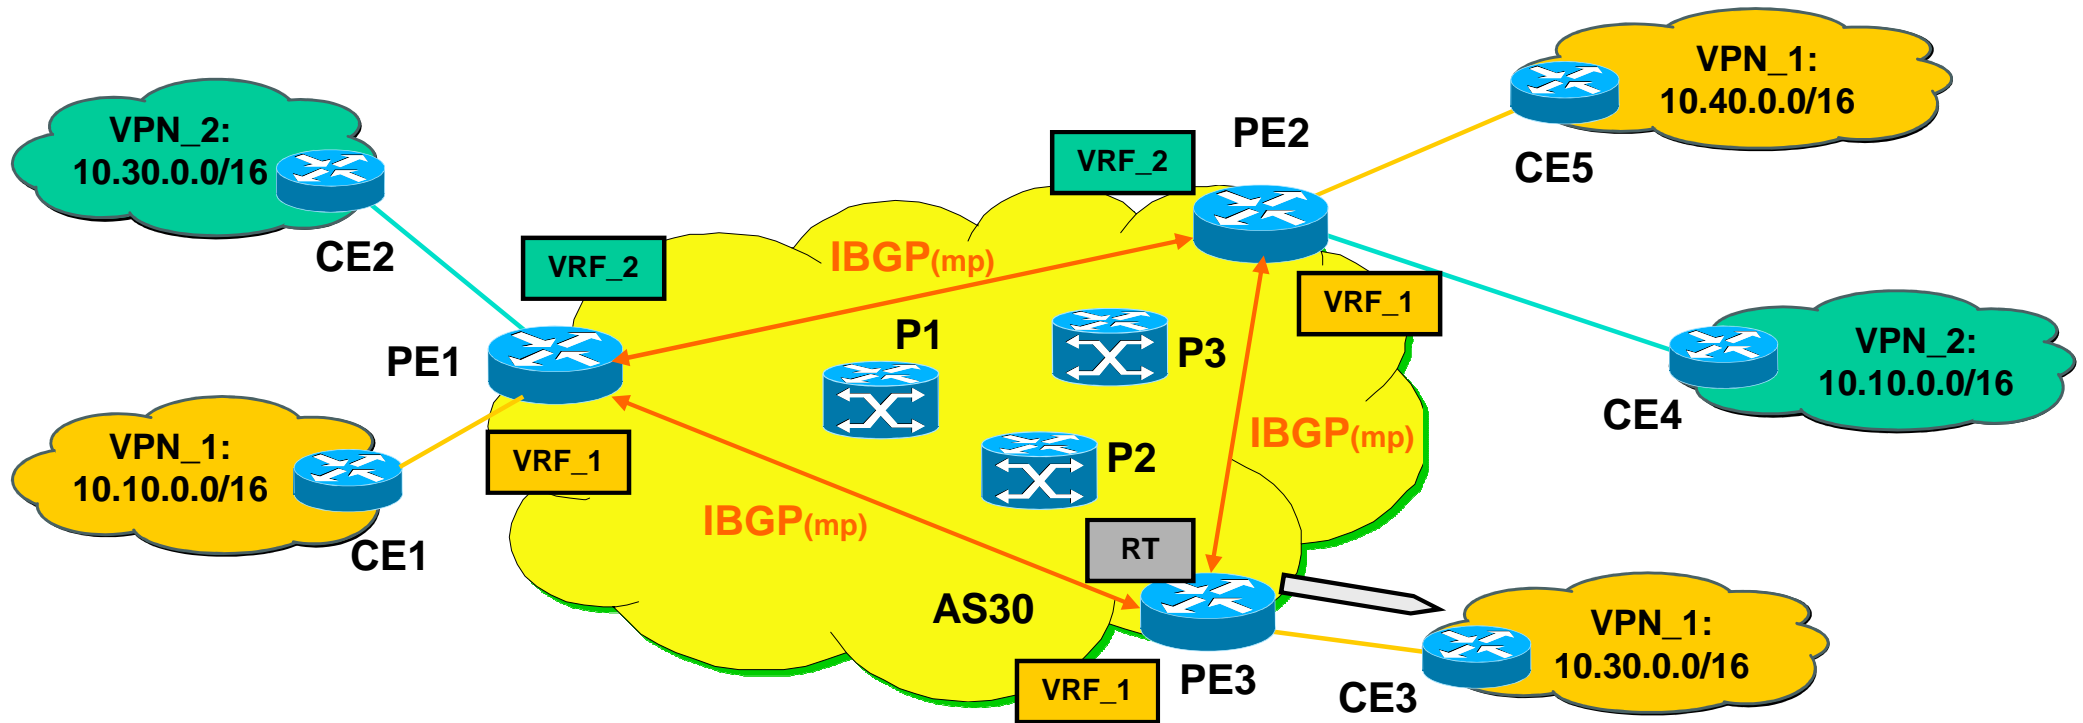 VPN_1:
10.40.0.0/16
CE5
PE2
VRF_2
VPN_2:
10.30.0.0/16
CE2
VRF_2
IBGP(mp)
VRF_1
P1
P3
PE1
VPN_2:
10.10.0.0/16
CE4
VPN_1:
10.10.0.0/16
CE1
VRF_1
P2
IBGP(mp)
IBGP(mp)
RT
AS30
VRF_1
PE3
CE3
VPN_1:
10.30.0.0/16